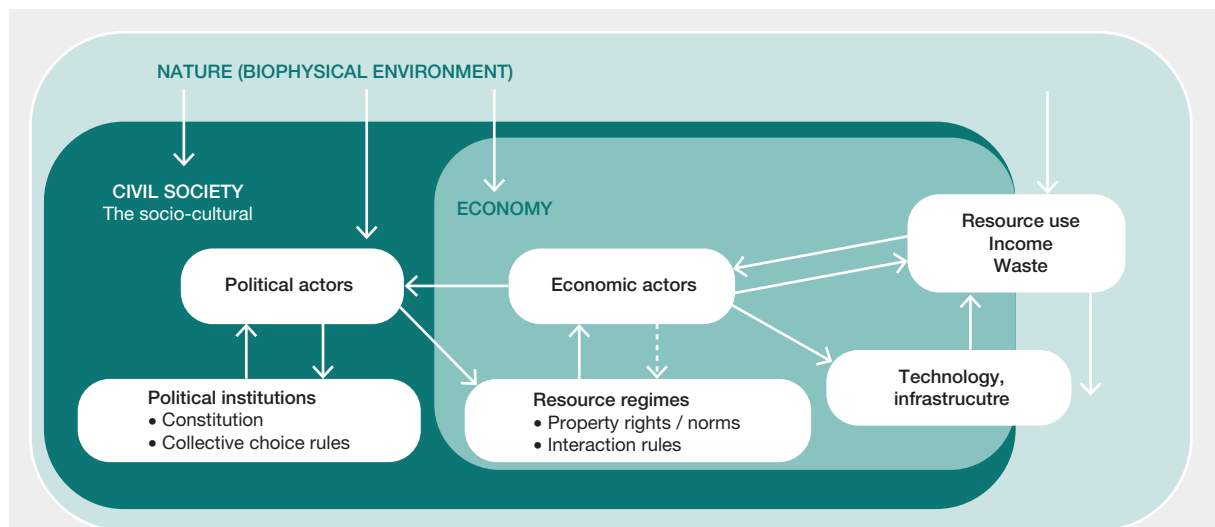 NATURE (BIOPHYSICAL ENVIRONMENT)
CIVIL SOCIETY
The socio-cultural
ECONOMY
Resource use
Income
Waste
Political actors
Economic actors
Technology,
infrastrucutre
Political institutions
• Constitution
• Collective choice rules
Resource regimes
• Property rights / norms
• Interaction rules